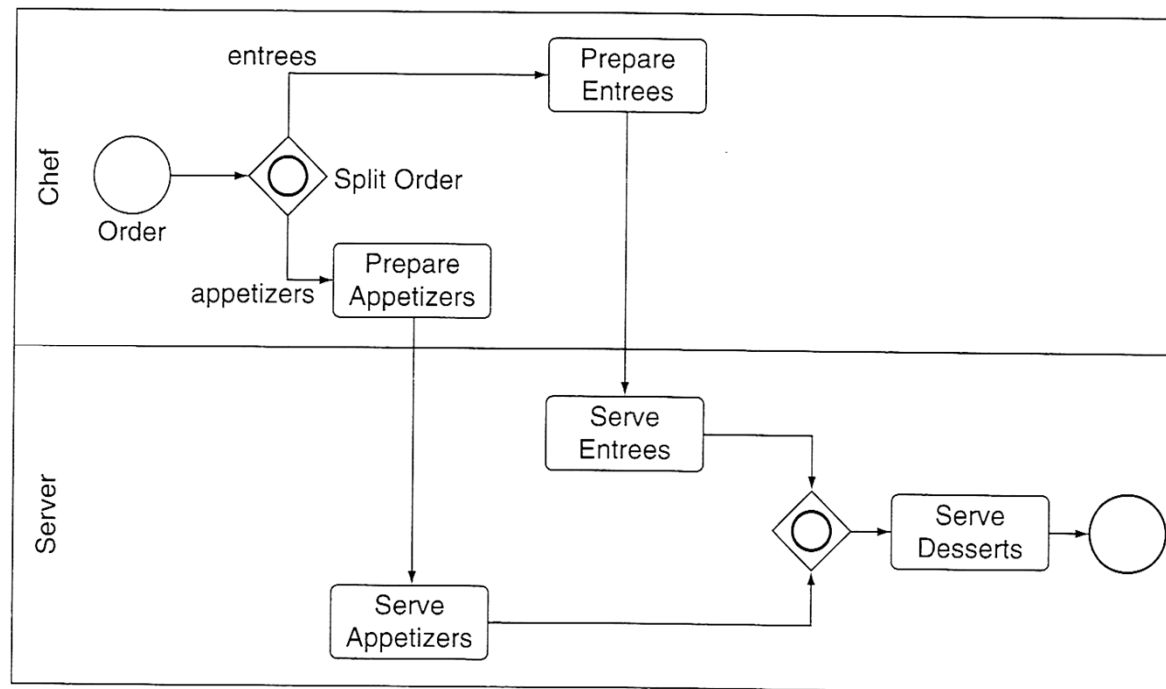 entrees
Prepare
Entrees
Chef
Split Order
Order
Prepare
Appetizers
appetizers
Serve
Entrees
Server
Serve
Desserts
Serve
Appetizers